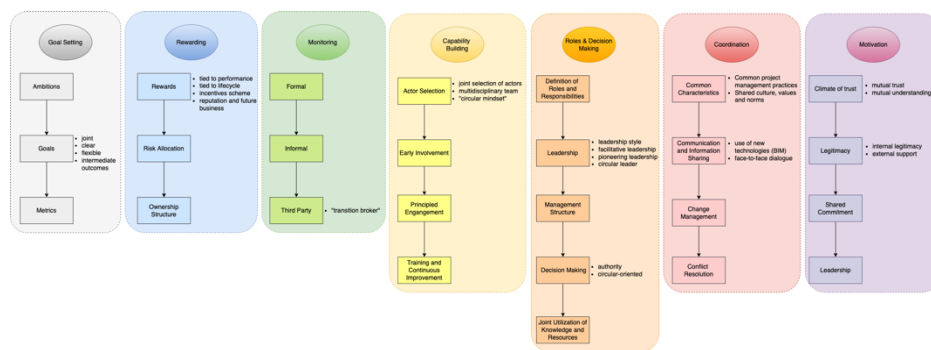 Goal Setting
Ambitions
Goals
• joint
• clear
• flexible
• intermediate
outcomes
Metrics
Rewarding
Rewards
• tied to performance
• tied to lifecycle
• incentives scheme
• reputation and future
business
Risk Allocation
Ownership
Structure
Monitoring
Formal
Informal
Third Party
• "transition broker"
Capability
Building
Actor Selection
• joint selection of actors
• multidisciplinary team
• "circular mindset"
Early Involvement
Principled
Engangement
Training and
Continuous
Improvement
Roles & Decision
Making
Definition of
Roles and
Responsibilities
Leadership
• leadership style
• facilitative leadership
• pioneering leadership
• circular leader
Management
Structure
Decision Making
• authority
• circular-oriented
Joint Utilization of
Knowledge and
Resources
Coordination
Common
Characteristics
• Common project
management practices
• Shared culture, values
and norms
Communication
and Information
Sharing
• use of new
technologies (BIM)
• face-to-face dialogue
Change
Management
Conflict
Resolution
Motivation
Climate of trust
• mutual trust
• mutual understanding
Legitimacy
• internal legitimacy
• external support
Shared
Commitment
Leadership